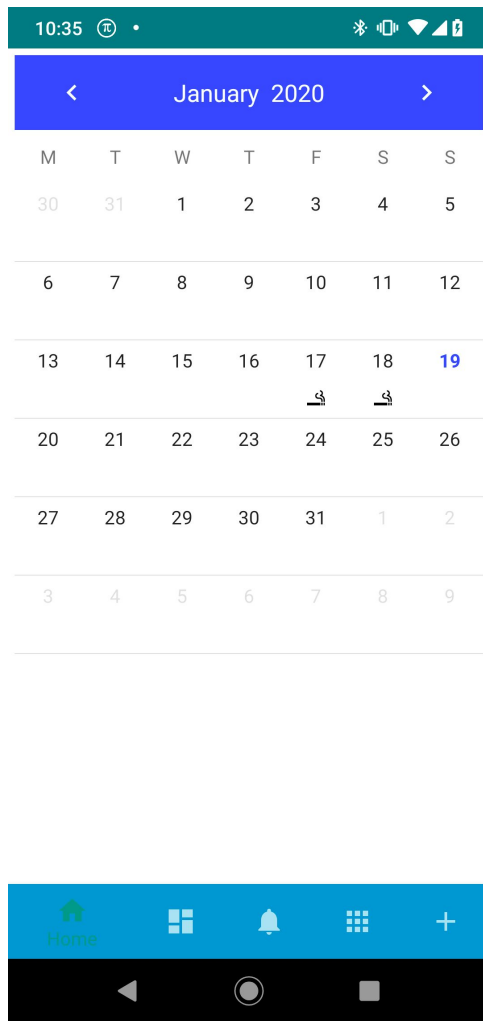 10:35 π
January 2020
M T W T F S S
30 31 1 2 3 4 5
6 7 8 9 10 11 12
13 14 15 16 17 18 19
20 21 22 23 24 25 26
27 28 29 30 31 1 2
3 4 5 6 7 8 9
Home